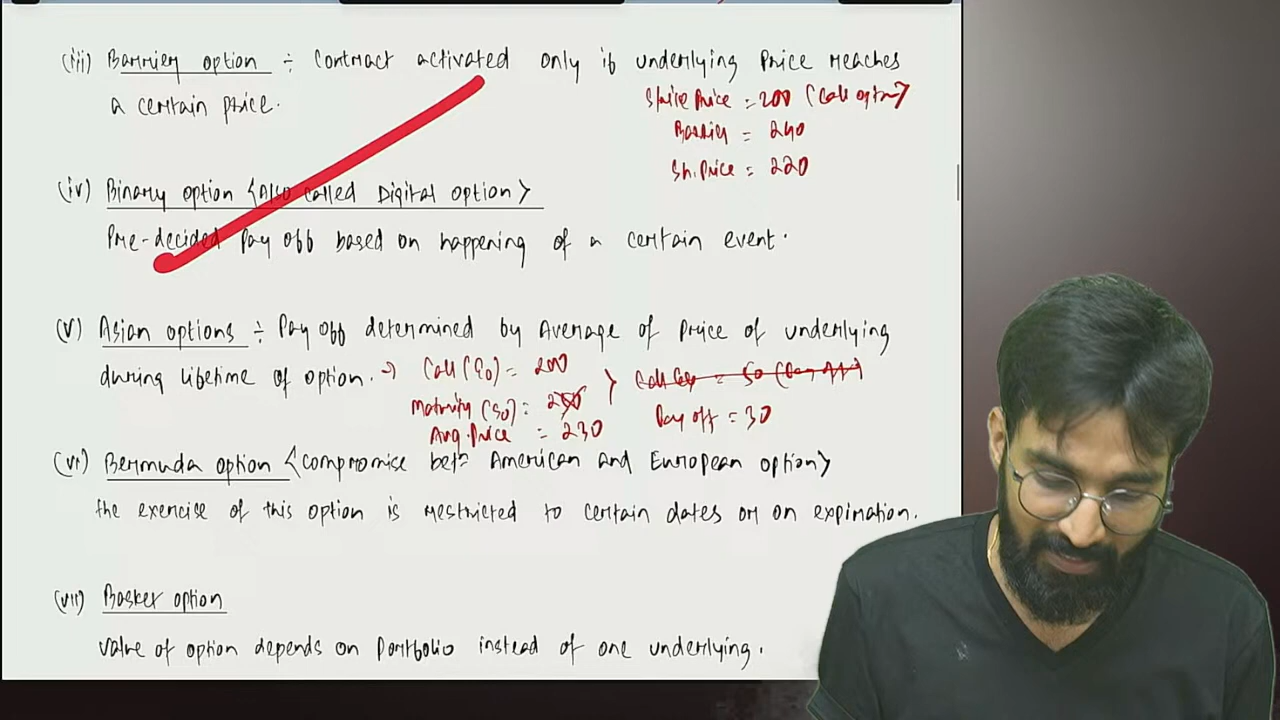 (iii) Barrier option ÷ Contract activated only if underlying Price reaches
a certain price.
Strike Price = 200 (Call option)
Barrier = 240
Sh. Price = 220
(iv) Binary option <Also called Digital option>
Pre-decided Pay off based on happening of a certain event.
(v) Asian options ÷ Pay off determined by Average of Price of underlying
during lifetime of option. → Call (90) = 200
Maturity (50) = 250
Avg. Price = 230
Pay off = 30
(vi) Bermuda option <compromise betⁿ American and European option>
the exercise of this option is restricted to certain dates or on expiration.
(vii) Basket option
Value of option depends on Portfolio instead of one underlying.